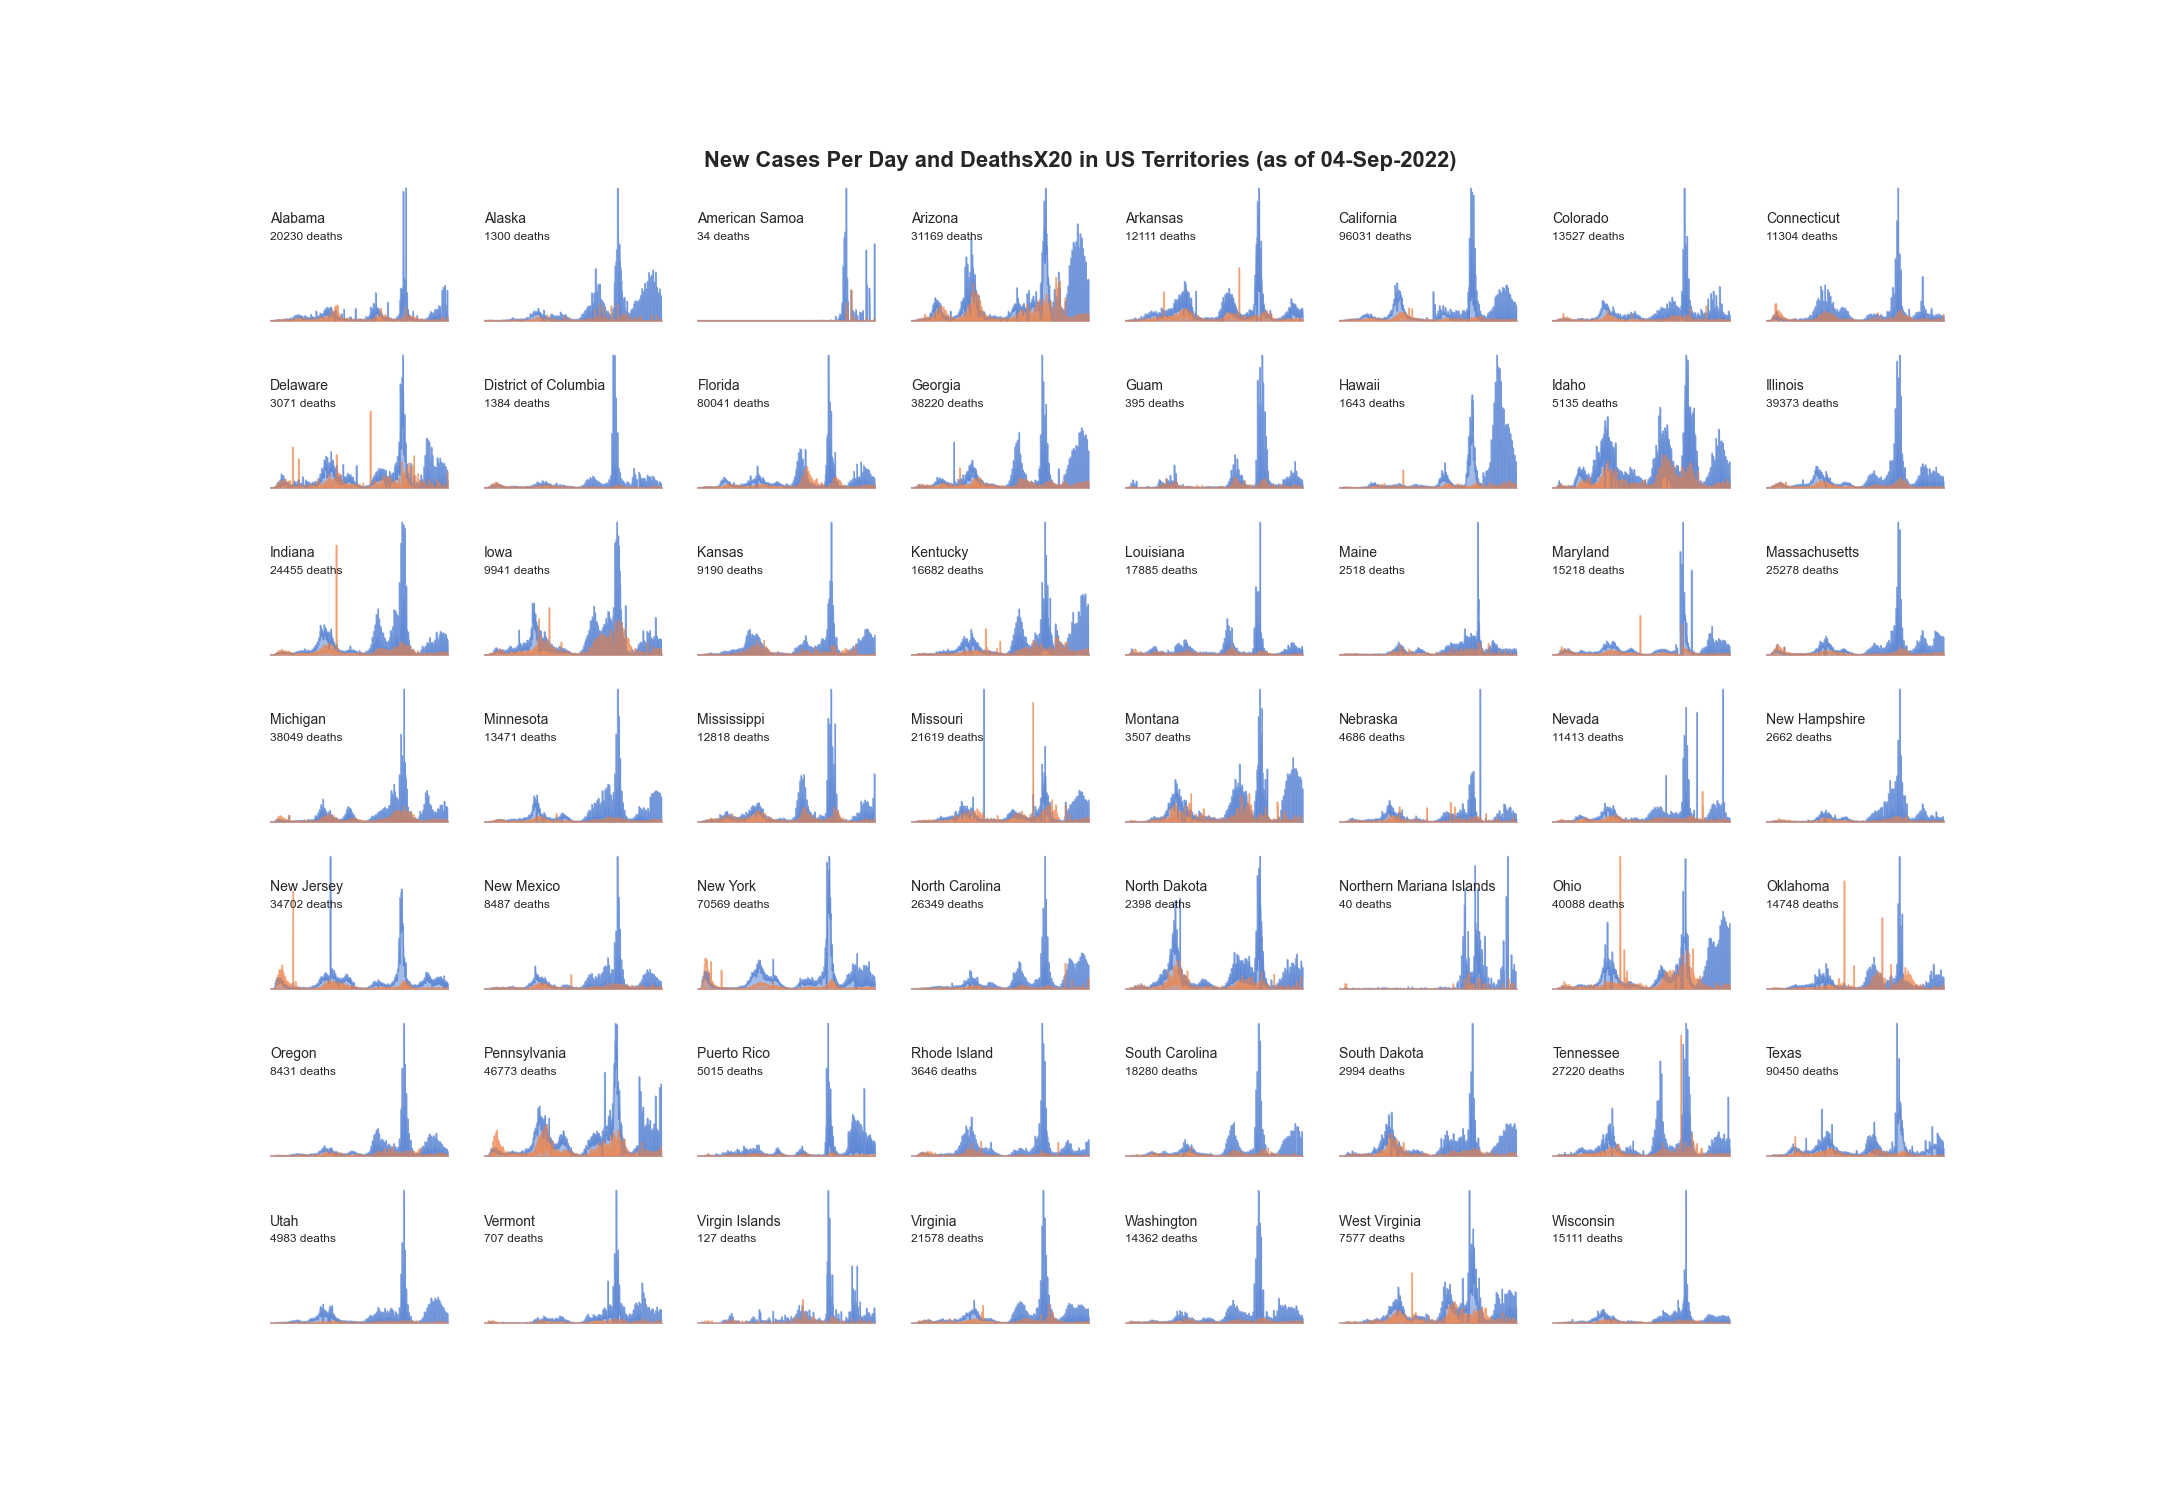 New Cases Per Day and DeathsX20 in US Territories (as of 04-Sep-2022)
Alabama
20230 deaths
Alaska
1300 deaths
American Samoa
34 deaths
Arizona
31169 deaths
Arkansas
12111 deaths
California
96031 deaths
Colorado
13527 deaths
Connecticut
11304 deaths
Delaware
3071 deaths
District of Columbia
1384 deaths
Florida
80041 deaths
Georgia
38220 deaths
Guam
395 deaths
Hawaii
1643 deaths
Idaho
5135 deaths
Illinois
39373 deaths
Indiana
24455 deaths
Iowa
9941 deaths
Kansas
9190 deaths
Kentucky
16682 deaths
Louisiana
17885 deaths
Maine
2518 deaths
Maryland
15218 deaths
Massachusetts
25278 deaths
Michigan
38049 deaths
Minnesota
13471 deaths
Mississippi
12818 deaths
Missouri
21619 deaths
Montana
3507 deaths
Nebraska
4686 deaths
Nevada
11413 deaths
New Hampshire
2662 deaths
New Jersey
34702 deaths
New Mexico
8487 deaths
New York
70569 deaths
North Carolina
26349 deaths
North Dakota
2398 deaths
Northern Mariana Islands
40 deaths
Ohio
40088 deaths
Oklahoma
14748 deaths
Oregon
8431 deaths
Pennsylvania
46773 deaths
Puerto Rico
5015 deaths
Rhode Island
3646 deaths
South Carolina
18280 deaths
South Dakota
2994 deaths
Tennessee
27220 deaths
Texas
90450 deaths
Utah
4983 deaths
Vermont
707 deaths
Virgin Islands
127 deaths
Virginia
21578 deaths
Washington
14362 deaths
West Virginia
7577 deaths
Wisconsin
15111 deaths